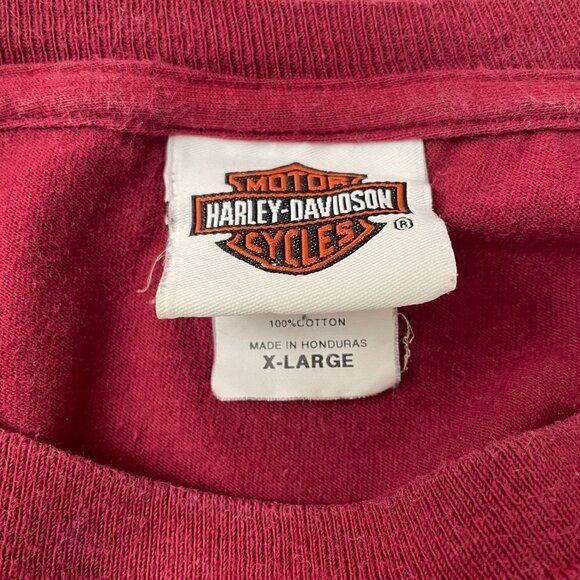 MOTOR
HARLEY-DAVIDSON
CYCLES
®
100%COTTON
MADE IN HONDURAS
X-LARGE